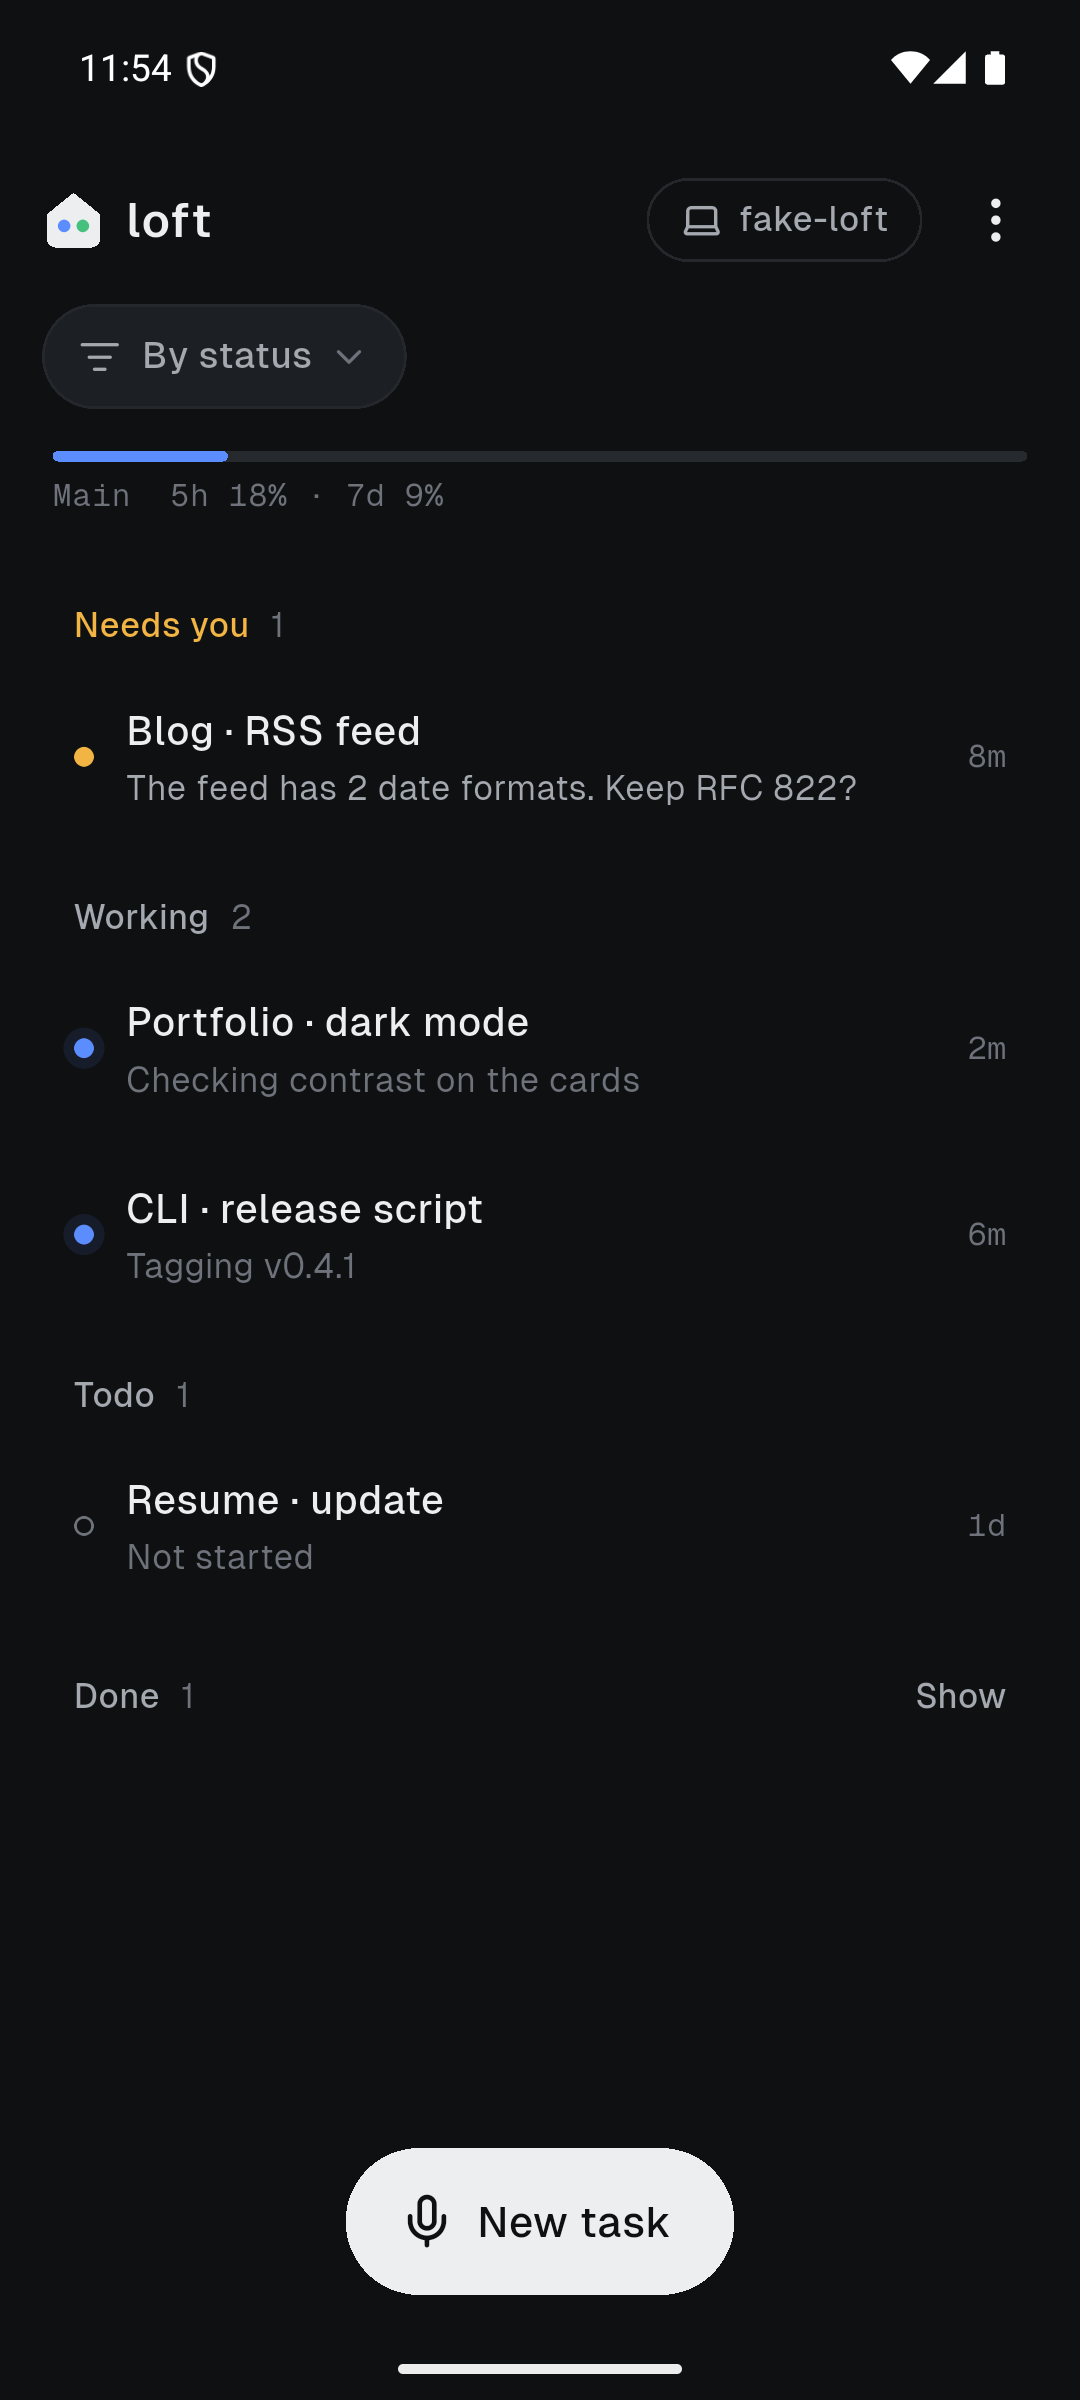 11:54
loft
fake-loft
By status
Main 5h 18% · 7d 9%
Needs you 1
Blog · RSS feed
8m
The feed has 2 date formats. Keep RFC 822?
Working 2
Portfolio · dark mode
2m
Checking contrast on the cards
CLI · release script
6m
Tagging v0.4.1
Todo 1
Resume · update
1d
Not started
Done 1
Show
New task